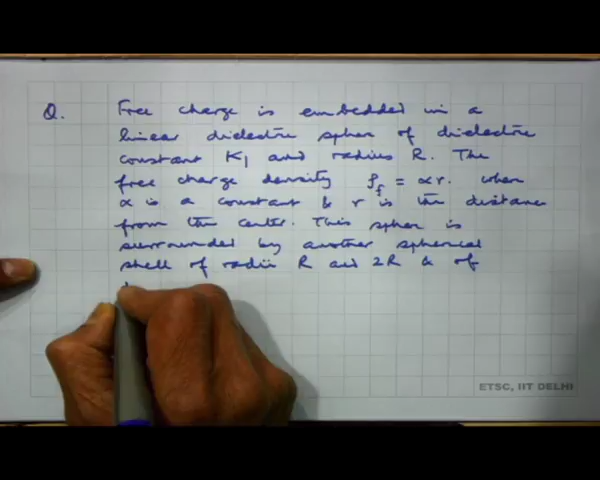 Q. Free charge is embedded in a
linear dielectric sphere of dielectric
constant K1 and radius R. The
free charge density ρf = αr. where
α is a constant & r is the distance
from the center. This sphere is
surrounded by another spherical
shell of radii R and 2R & of
ETSC, IIT DELHI